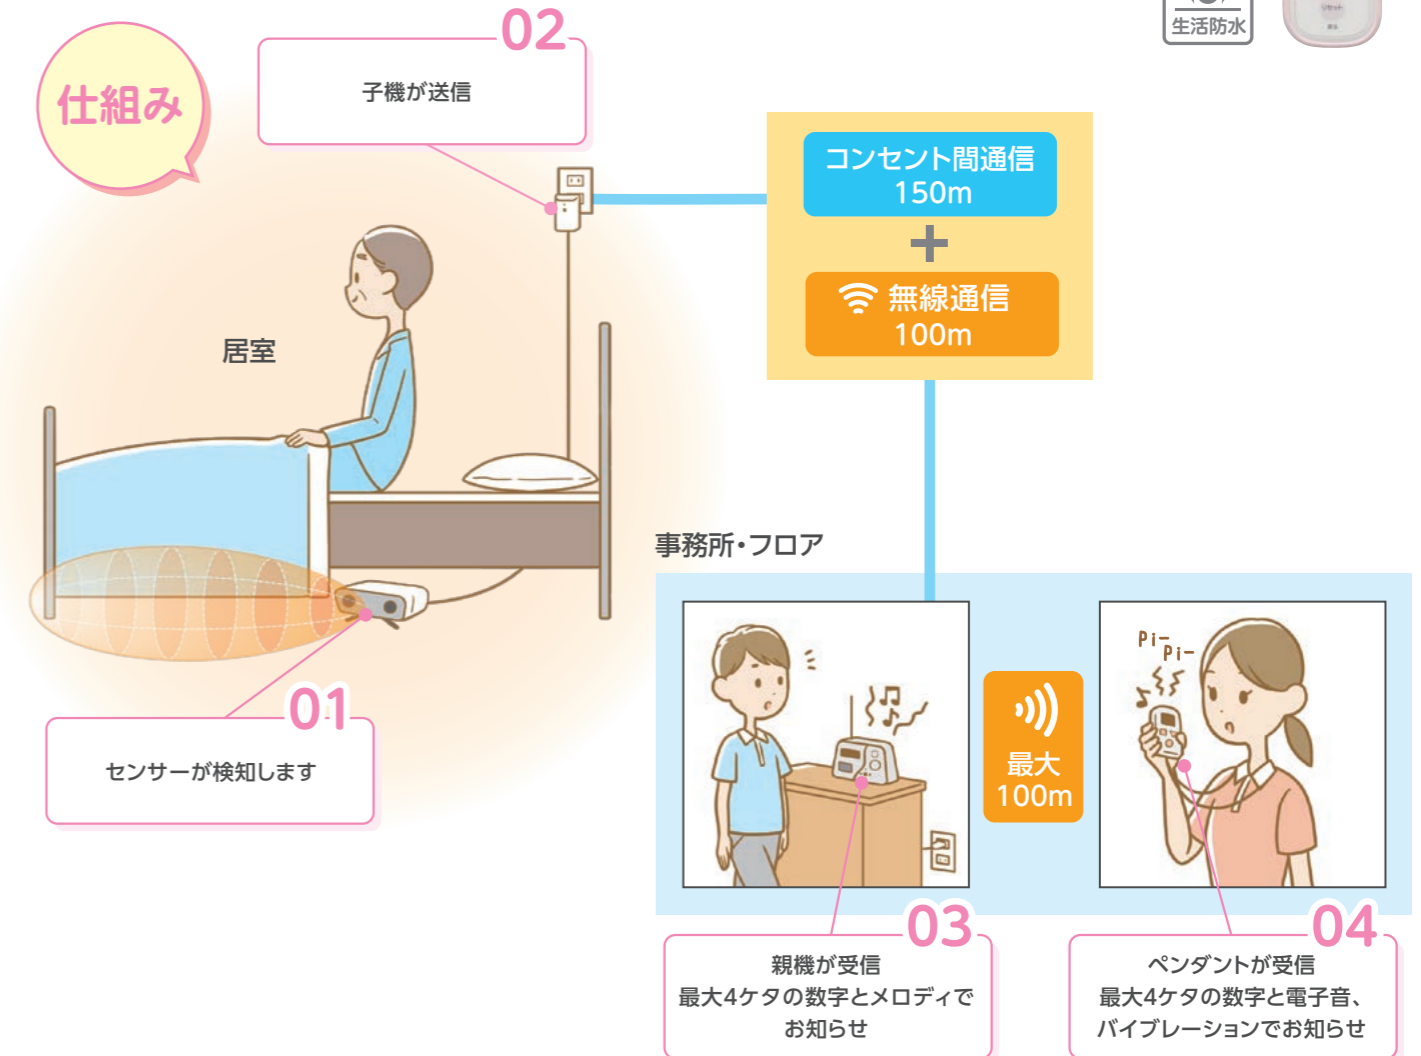 生活防水
リセット
仕組み
02
子機が送信
コンセント間通信
150m
+
無線通信
100m
居室
01
センサーが検知します
事務所・フロア
Pi-
Pi-
最大
100m
03
親機が受信
最大4ケタの数字とメロディで
お知らせ
04
ペンダントが受信
最大4ケタの数字と電子音、
バイブレーションでお知らせ